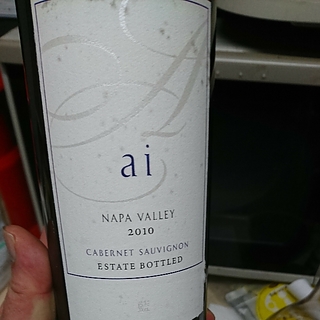 ai
NAPA VALLEY
2010
CABERNET SAUVIGNON
ESTATE BOTTLED